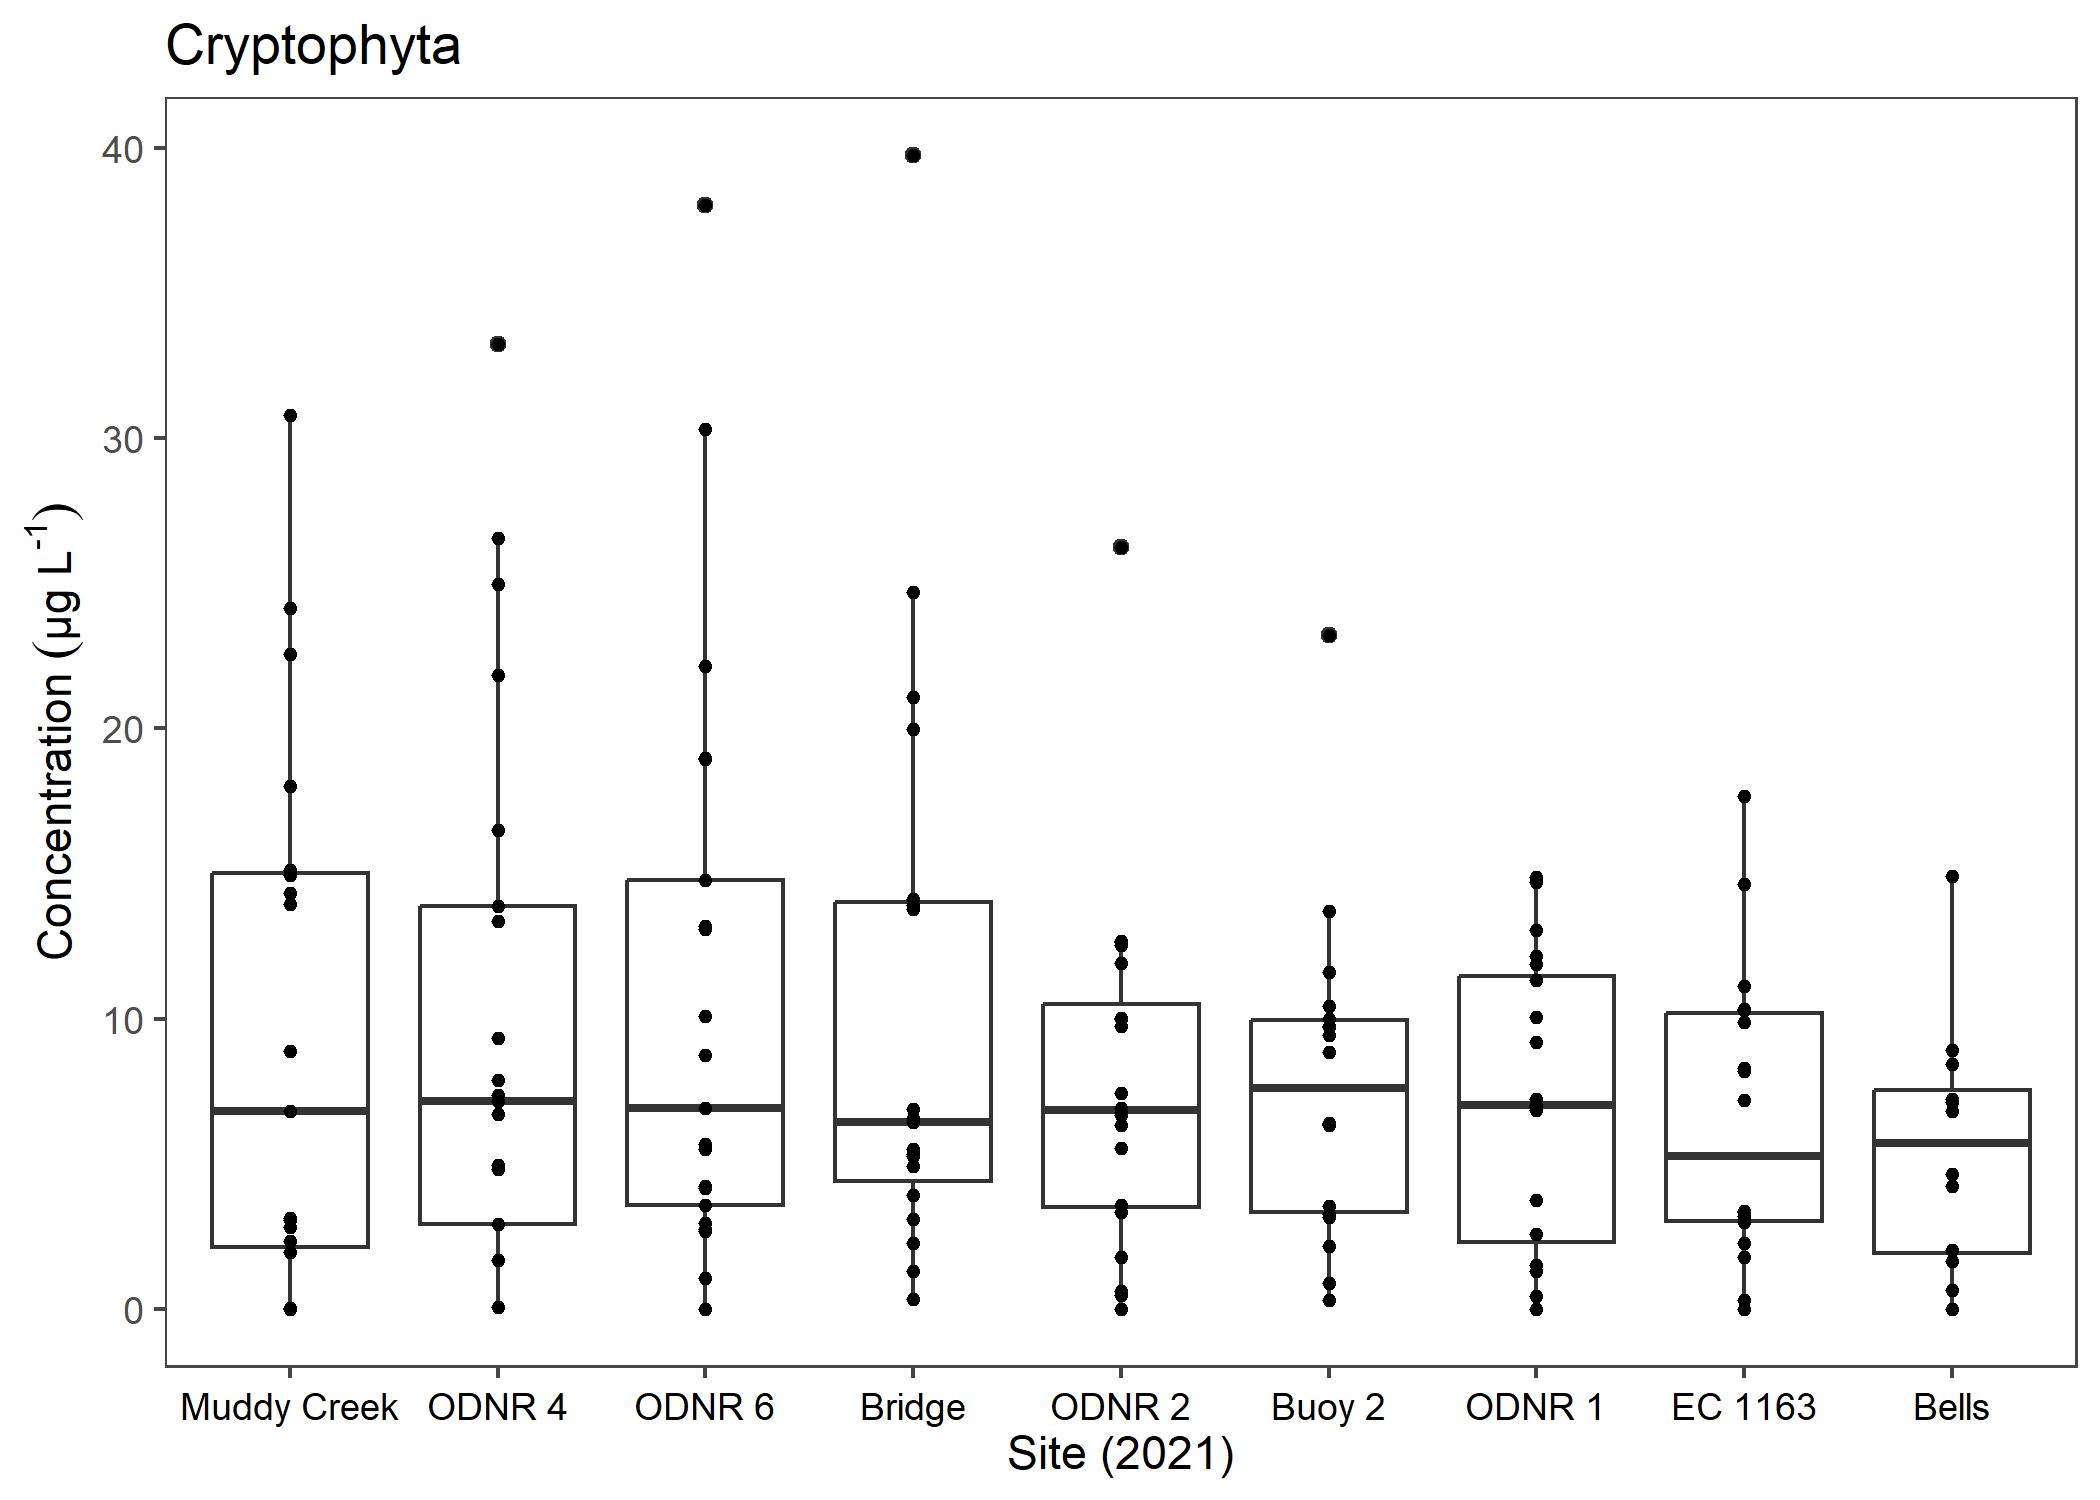 Cryptophyta
Concentration (µg L⁻¹)
40
30
20
10
0
Muddy Creek ODNR 4 ODNR 6 Bridge ODNR 2 Buoy 2 ODNR 1 EC 1163 Bells
Site (2021)